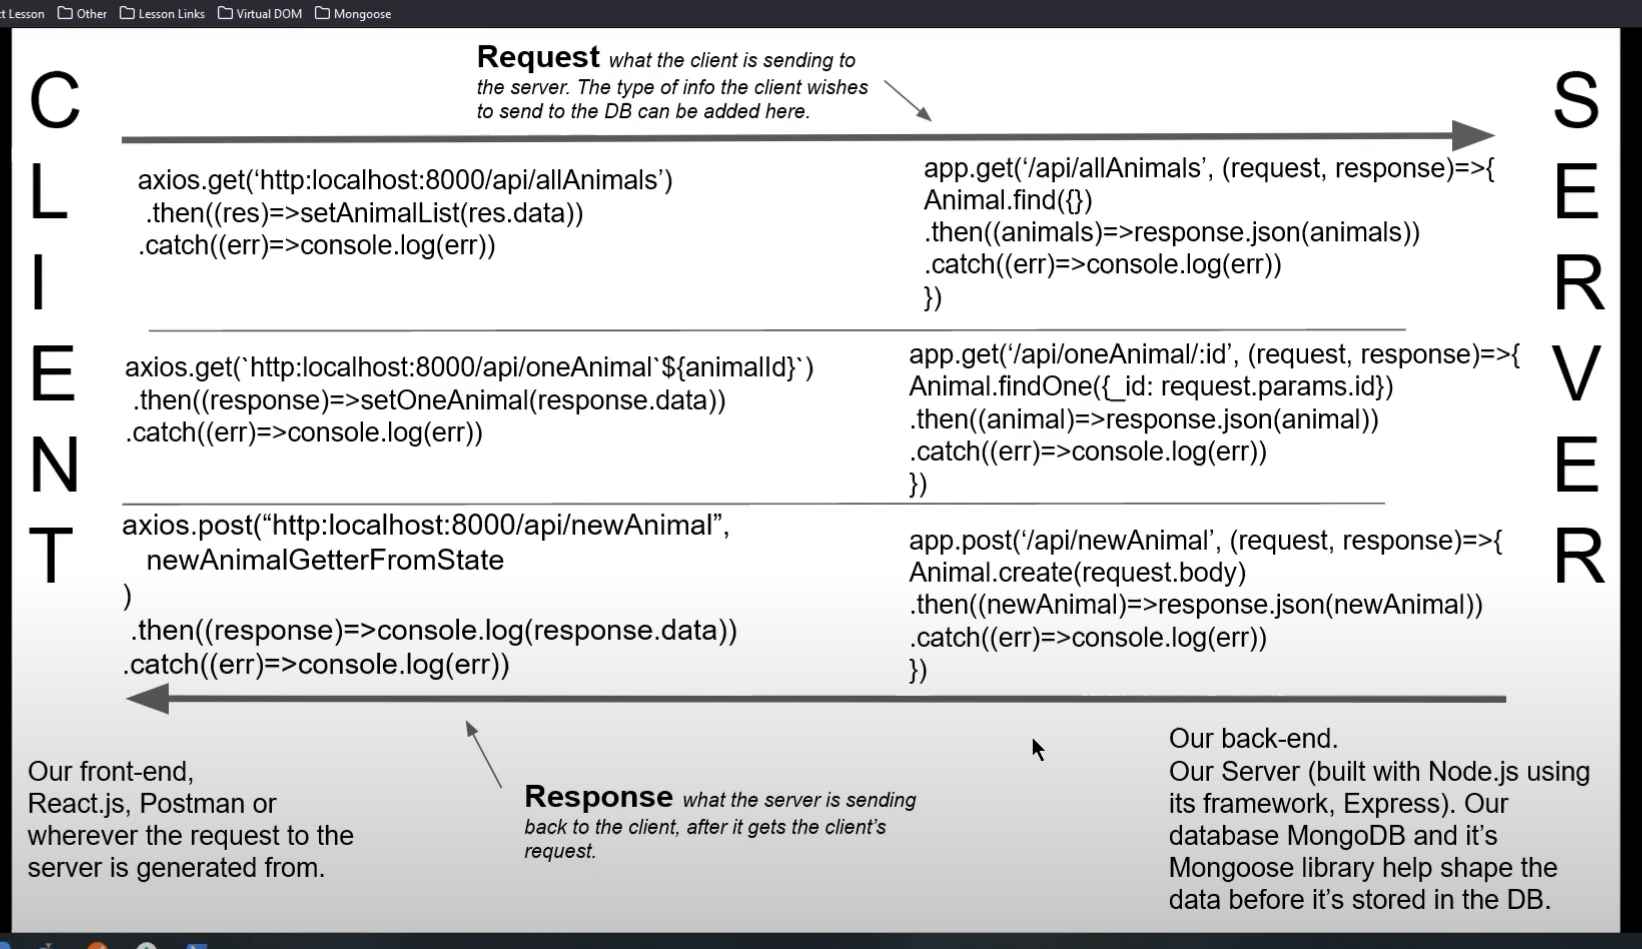 ct Lesson Other Lesson Links Virtual DOM Mongoose
Request what the client is sending to
the server. The type of info the client wishes
to send to the DB can be added here.
CLIENT
SERVER
axios.get(‘http:localhost:8000/api/allAnimals’)
.then((res)=>setAnimalList(res.data))
.catch((err)=>console.log(err))
app.get(‘/api/allAnimals’, (request, response)=>{
Animal.find({})
.then((animals)=>response.json(animals))
.catch((err)=>console.log(err))
})
axios.get(`http:localhost:8000/api/oneAnimal`${animalId}`)
.then((response)=>setOneAnimal(response.data))
.catch((err)=>console.log(err))
app.get(‘/api/oneAnimal/:id’, (request, response)=>{
Animal.findOne({_id: request.params.id})
.then((animal)=>response.json(animal))
.catch((err)=>console.log(err))
})
axios.post(“http:localhost:8000/api/newAnimal”,
newAnimalGetterFromState
)
.then((response)=>console.log(response.data))
.catch((err)=>console.log(err))
app.post(‘/api/newAnimal’, (request, response)=>{
Animal.create(request.body)
.then((newAnimal)=>response.json(newAnimal))
.catch((err)=>console.log(err))
})
Our front-end,
React.js, Postman or
wherever the request to the
server is generated from.
Response what the server is sending
back to the client, after it gets the client’s
request.
Our back-end.
Our Server (built with Node.js using
its framework, Express). Our
database MongoDB and it’s
Mongoose library help shape the
data before it’s stored in the DB.